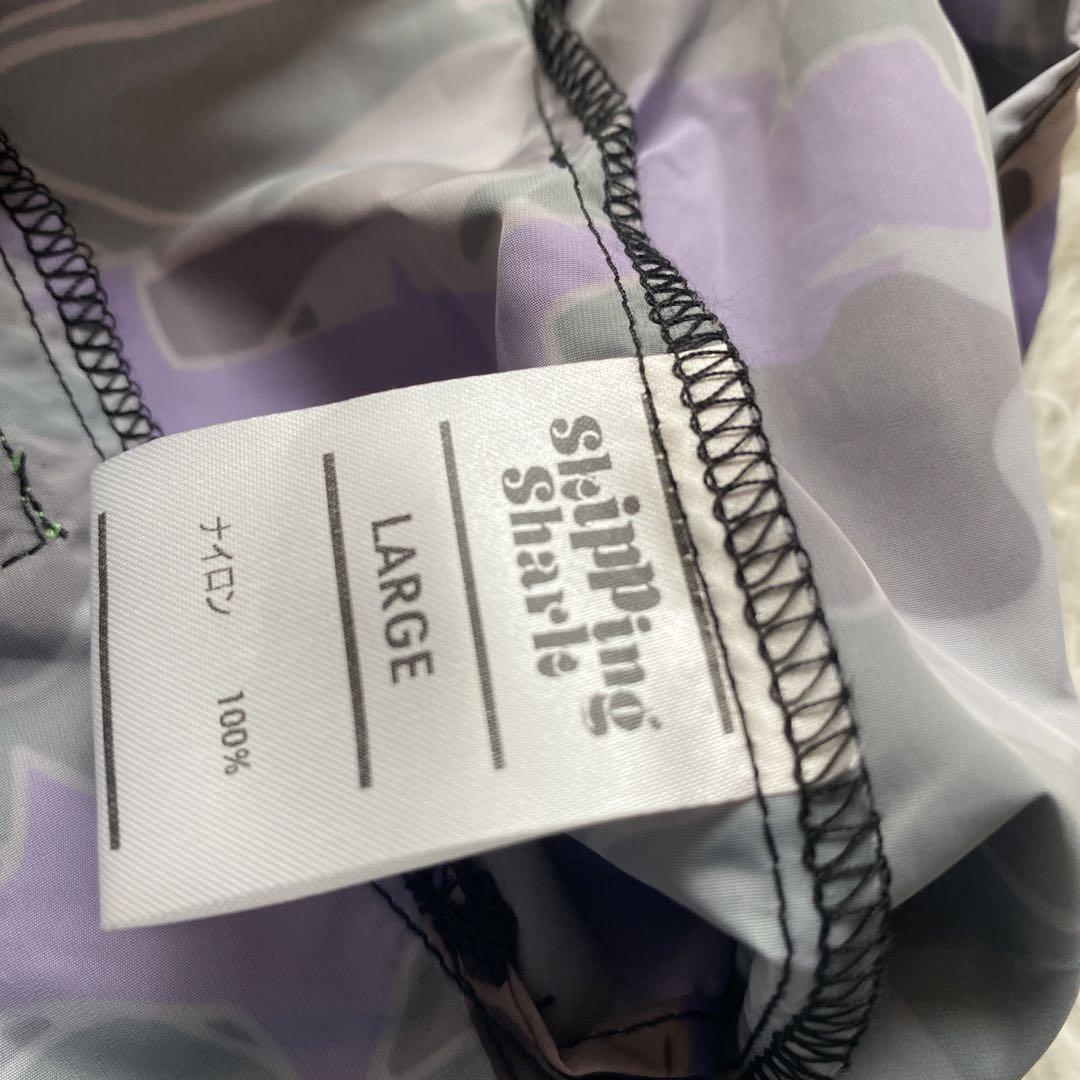 skipping
Sharle
LARGE
ナイロン 100%